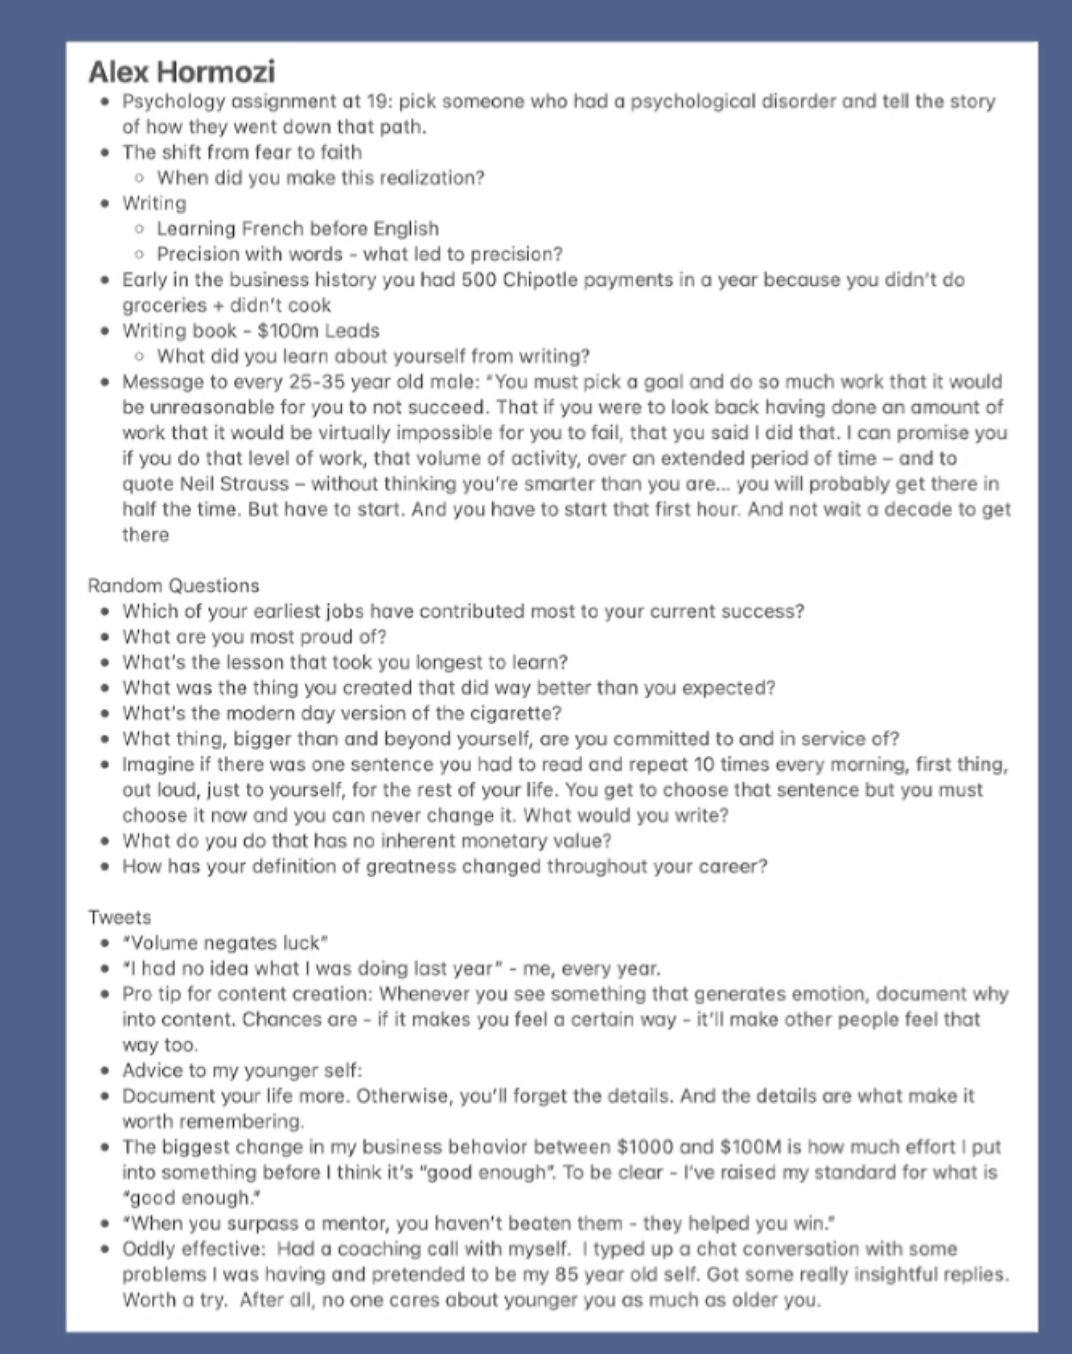 Alex Hormozi
• Psychology assignment at 19: pick someone who had a psychological disorder and tell the story
of how they went down that path.
• The shift from fear to faith
○ When did you make this realization?
• Writing
○ Learning French before English
○ Precision with words - what led to precision?
• Early in the business history you had 500 Chipotle payments in a year because you didn't do
groceries + didn't cook
• Writing book - $100m Leads
○ What did you learn about yourself from writing?
• Message to every 25-35 year old male: "You must pick a goal and do so much work that it would
be unreasonable for you to not succeed. That if you were to look back having done an amount of
work that it would be virtually impossible for you to fail, that you said I did that. I can promise you
if you do that level of work, that volume of activity, over an extended period of time – and to
quote Neil Strauss – without thinking you're smarter than you are... you will probably get there in
half the time. But have to start. And you have to start that first hour. And not wait a decade to get
there
Random Questions
• Which of your earliest jobs have contributed most to your current success?
• What are you most proud of?
• What's the lesson that took you longest to learn?
• What was the thing you created that did way better than you expected?
• What's the modern day version of the cigarette?
• What thing, bigger than and beyond yourself, are you committed to and in service of?
• Imagine if there was one sentence you had to read and repeat 10 times every morning, first thing,
out loud, just to yourself, for the rest of your life. You get to choose that sentence but you must
choose it now and you can never change it. What would you write?
• What do you do that has no inherent monetary value?
• How has your definition of greatness changed throughout your career?
Tweets
• "Volume negates luck"
• "I had no idea what I was doing last year" - me, every year.
• Pro tip for content creation: Whenever you see something that generates emotion, document why
into content. Chances are - if it makes you feel a certain way - it'll make other people feel that
way too.
• Advice to my younger self:
• Document your life more. Otherwise, you'll forget the details. And the details are what make it
worth remembering.
• The biggest change in my business behavior between $1000 and $100M is how much effort I put
into something before I think it's "good enough". To be clear - I've raised my standard for what is
"good enough."
• "When you surpass a mentor, you haven't beaten them - they helped you win."
• Oddly effective: Had a coaching call with myself. I typed up a chat conversation with some
problems I was having and pretended to be my 85 year old self. Got some really insightful replies.
Worth a try. After all, no one cares about younger you as much as older you.